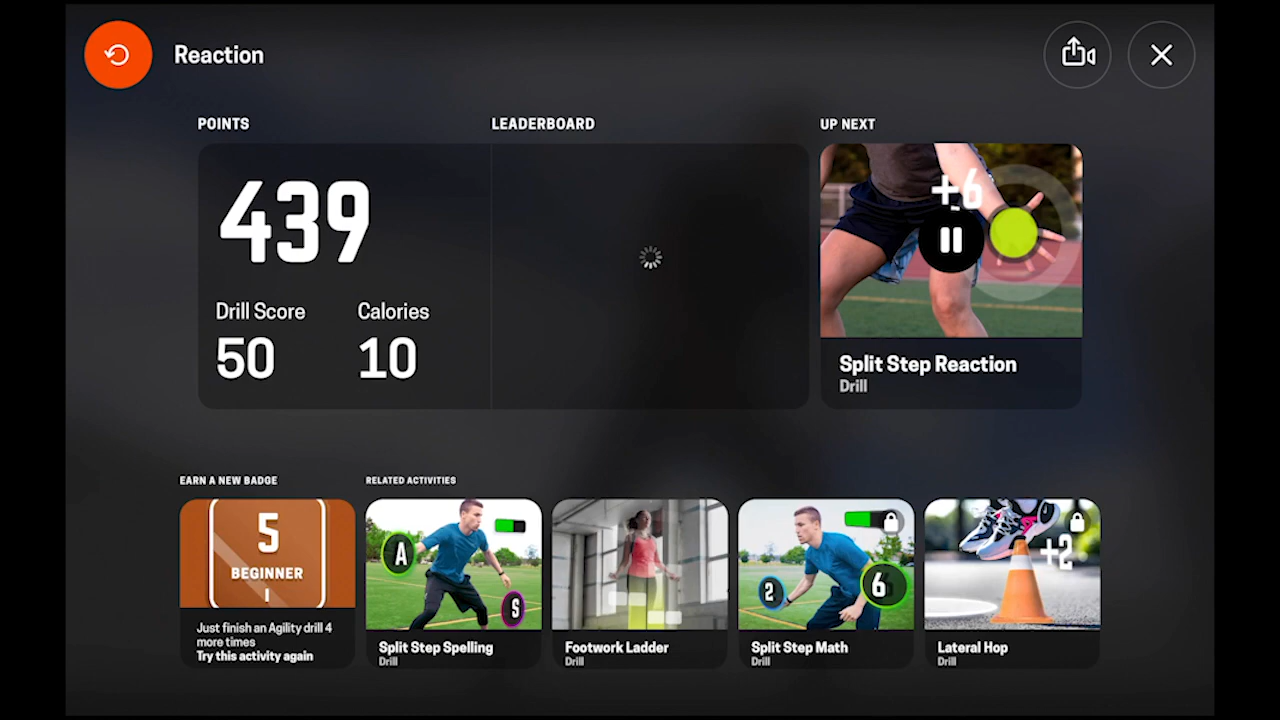 Reaction
POINTS
LEADERBOARD
UP NEXT
439
Drill Score
Calories
50
10
+6
Split Step Reaction
Drill
EARN A NEW BADGE
RELATED ACTIVITIES
5
BEGINNER
Just finish an Agility drill 4
more times
Try this activity again
A
S
Split Step Spelling
Drill
Footwork Ladder
Drill
2
6
Split Step Math
Drill
+2
Lateral Hop
Drill